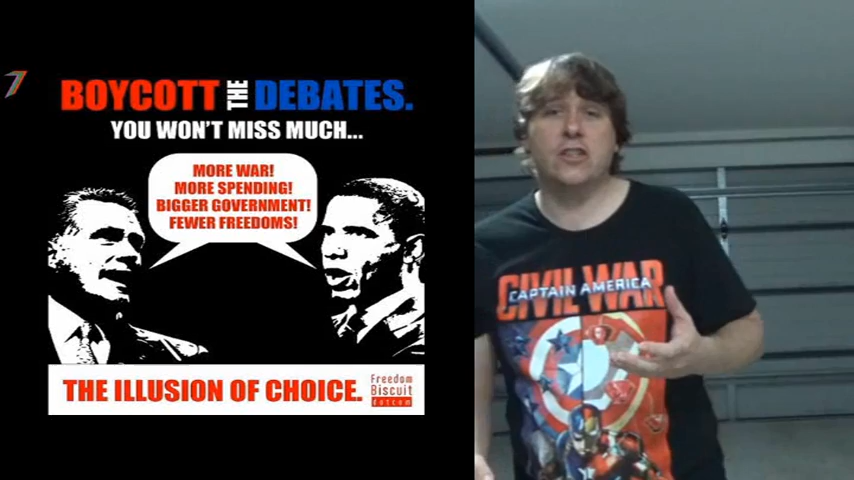 BOYCOTT THE DEBATES.
YOU WON'T MISS MUCH...
MORE WAR!
MORE SPENDING!
BIGGER GOVERNMENT!
FEWER FREEDOMS!
THE ILLUSION OF CHOICE.
Freedom
Biscuit
dotcom
CIVIL WAR
CAPTAIN AMERICA
7